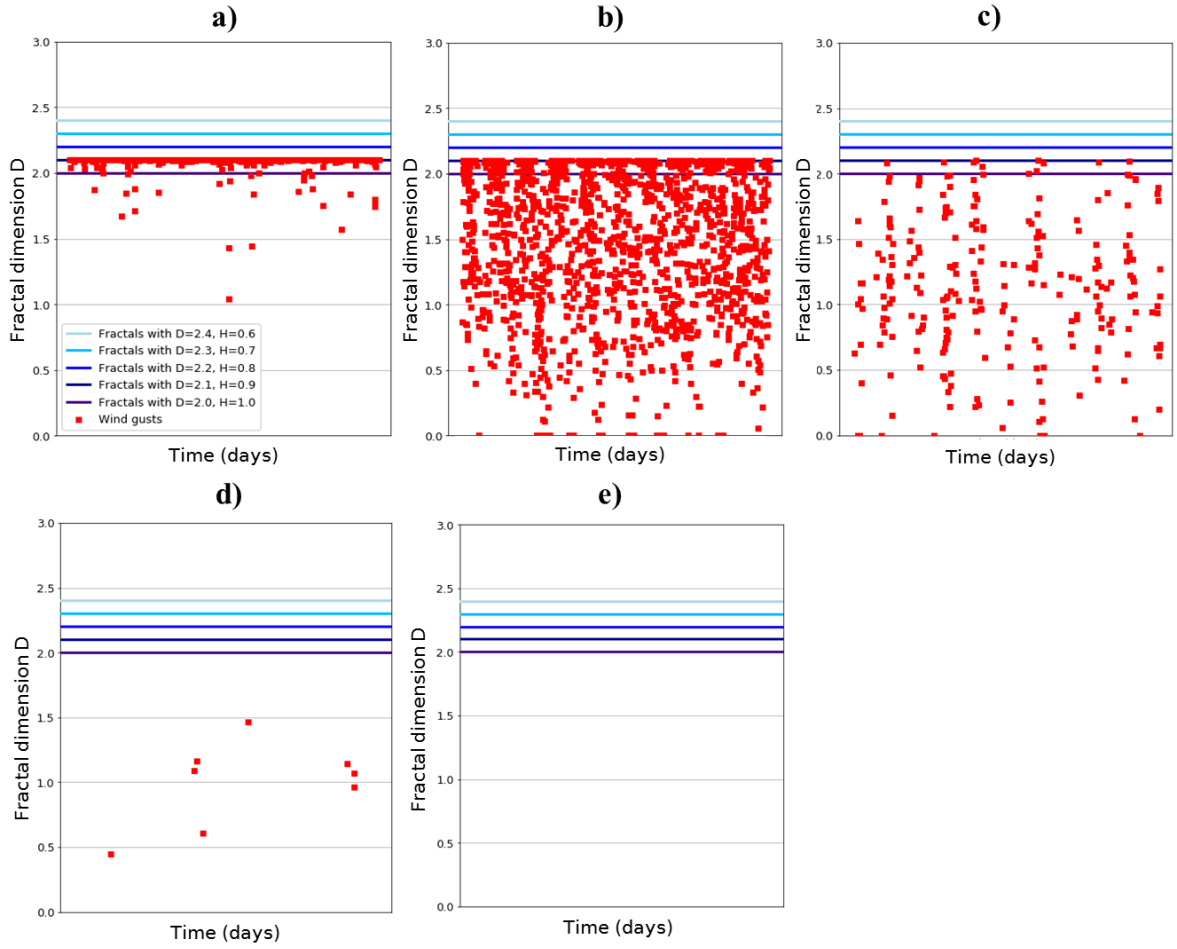 a)
3.0
2.5
2.0
1.5
1.0
0.5
0.0
Fractal dimension D
Fractals with D=2.4, H=0.6
Fractals with D=2.3, H=0.7
Fractals with D=2.2, H=0.8
Fractals with D=2.1, H=0.9
Fractals with D=2.0, H=1.0
Wind gusts
Time (days)
b)
3.0
2.5
2.0
1.5
1.0
0.5
0.0
Fractal dimension D
Time (days)
c)
3.0
2.5
2.0
1.5
1.0
0.5
0.0
Fractal dimension D
Time (days)
d)
3.0
2.5
2.0
1.5
1.0
0.5
0.0
Fractal dimension D
Time (days)
e)
3.0
2.5
2.0
1.5
1.0
0.5
0.0
Fractal dimension D
Time (days)